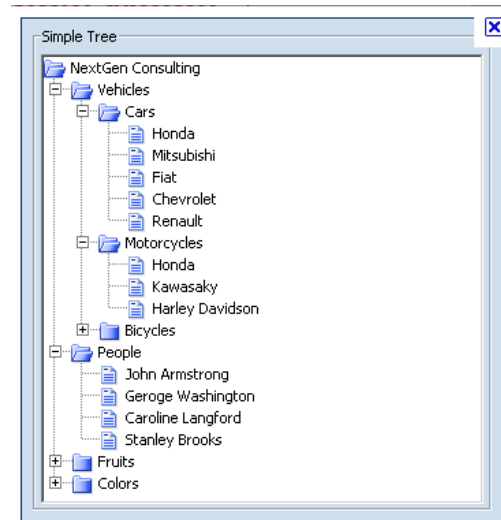 Simple Tree
NextGen Consulting
Vehicles
Cars
Honda
Mitsubishi
Fiat
Chevrolet
Renault
Motorcycles
Honda
Kawasaky
Harley Davidson
Bicycles
People
John Armstrong
Geroge Washington
Caroline Langford
Stanley Brooks
Fruits
Colors